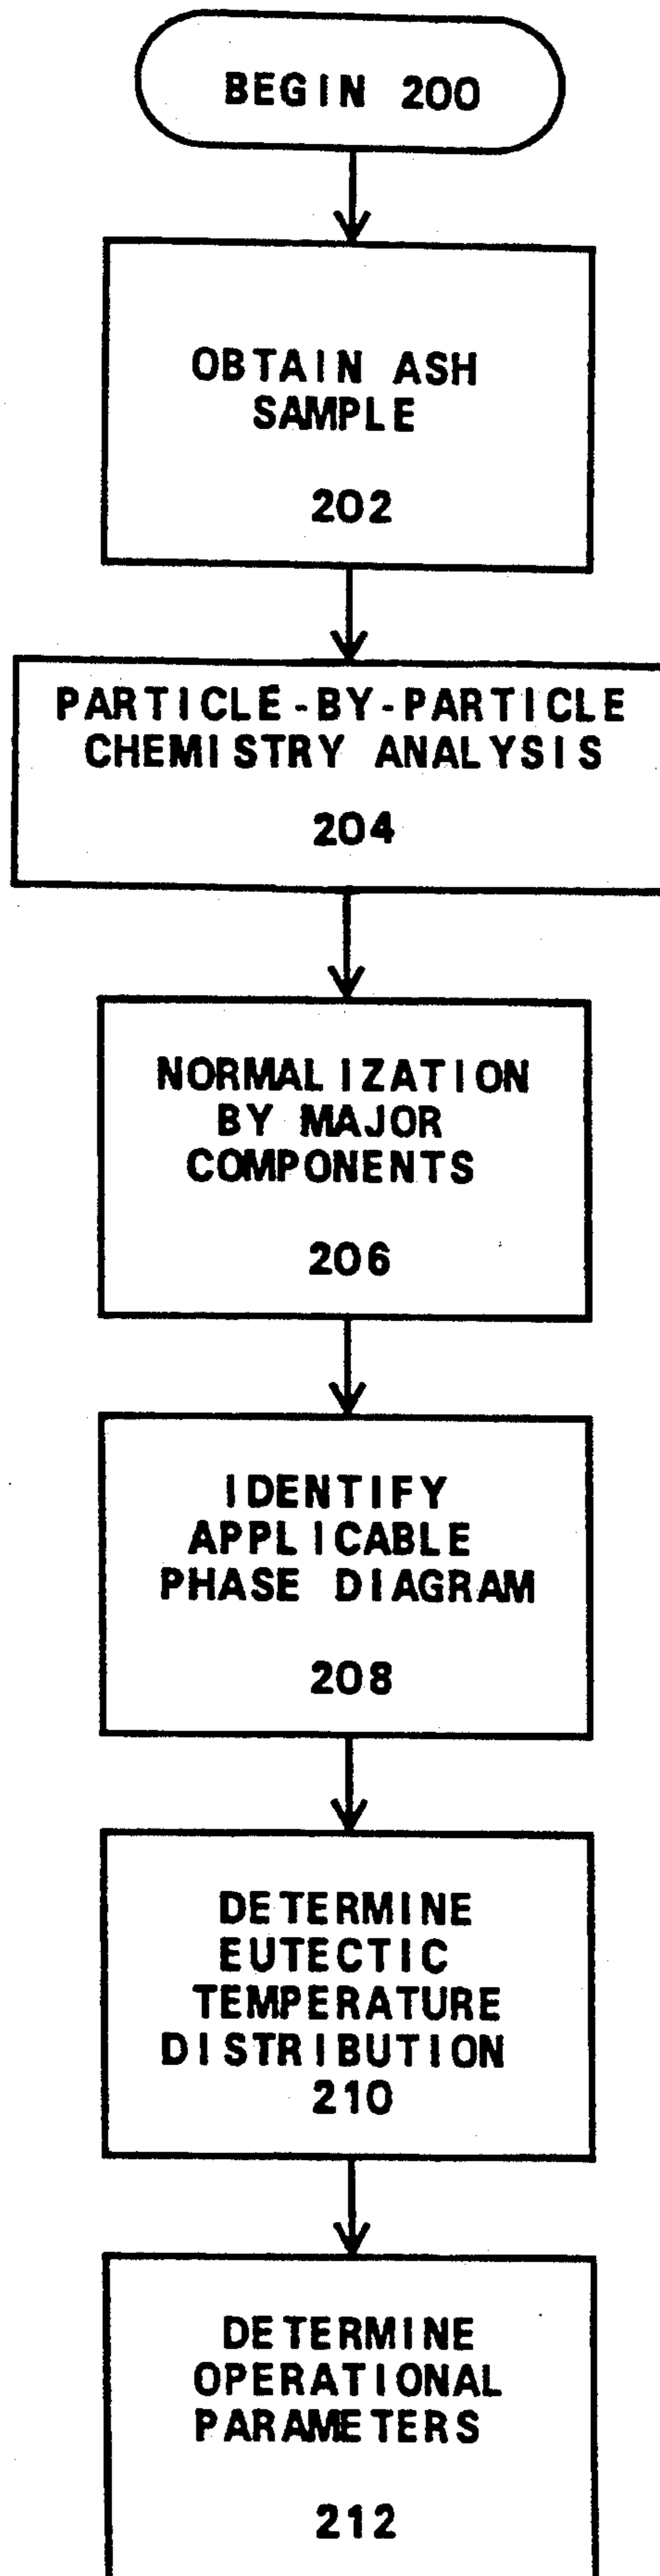 BEGIN 200
OBTAIN ASH
SAMPLE
202
PARTICLE-BY-PARTICLE
CHEMISTRY ANALYSIS
204
NORMALIZATION
BY MAJOR
COMPONENTS
206
IDENTIFY
APPLICABLE
PHASE DIAGRAM
208
DETERMINE
EUTECTIC
TEMPERATURE
DISTRIBUTION
210
DETERMINE
OPERATIONAL
PARAMETERS
212